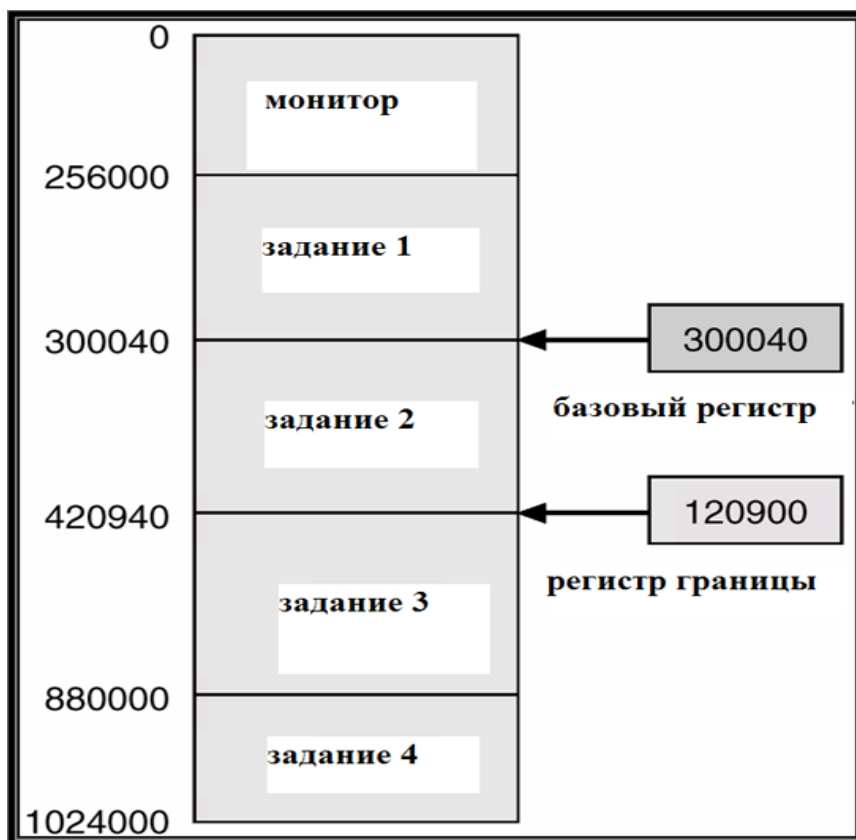 0
монитор
256000
задание 1
300040
300040
базовый регистр
задание 2
420940
120900
регистр границы
задание 3
880000
задание 4
1024000